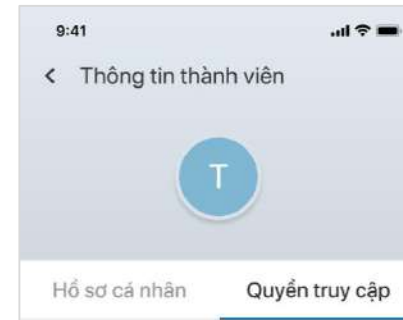 9:41
Thông tin thành viên
T
Hồ sơ cá nhân Quyền truy cập